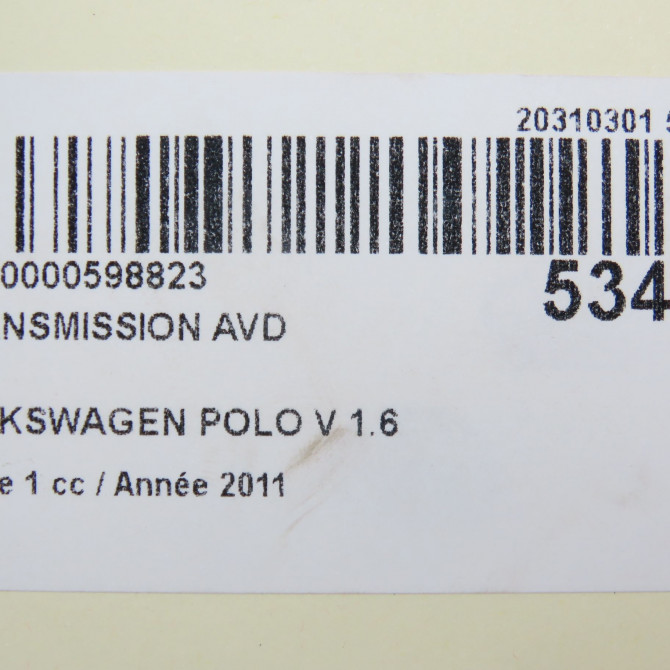 20310301
0000598823
534
NSMISSION AVD
KSWAGEN POLO V 1.6
e 1 cc / Année 2011